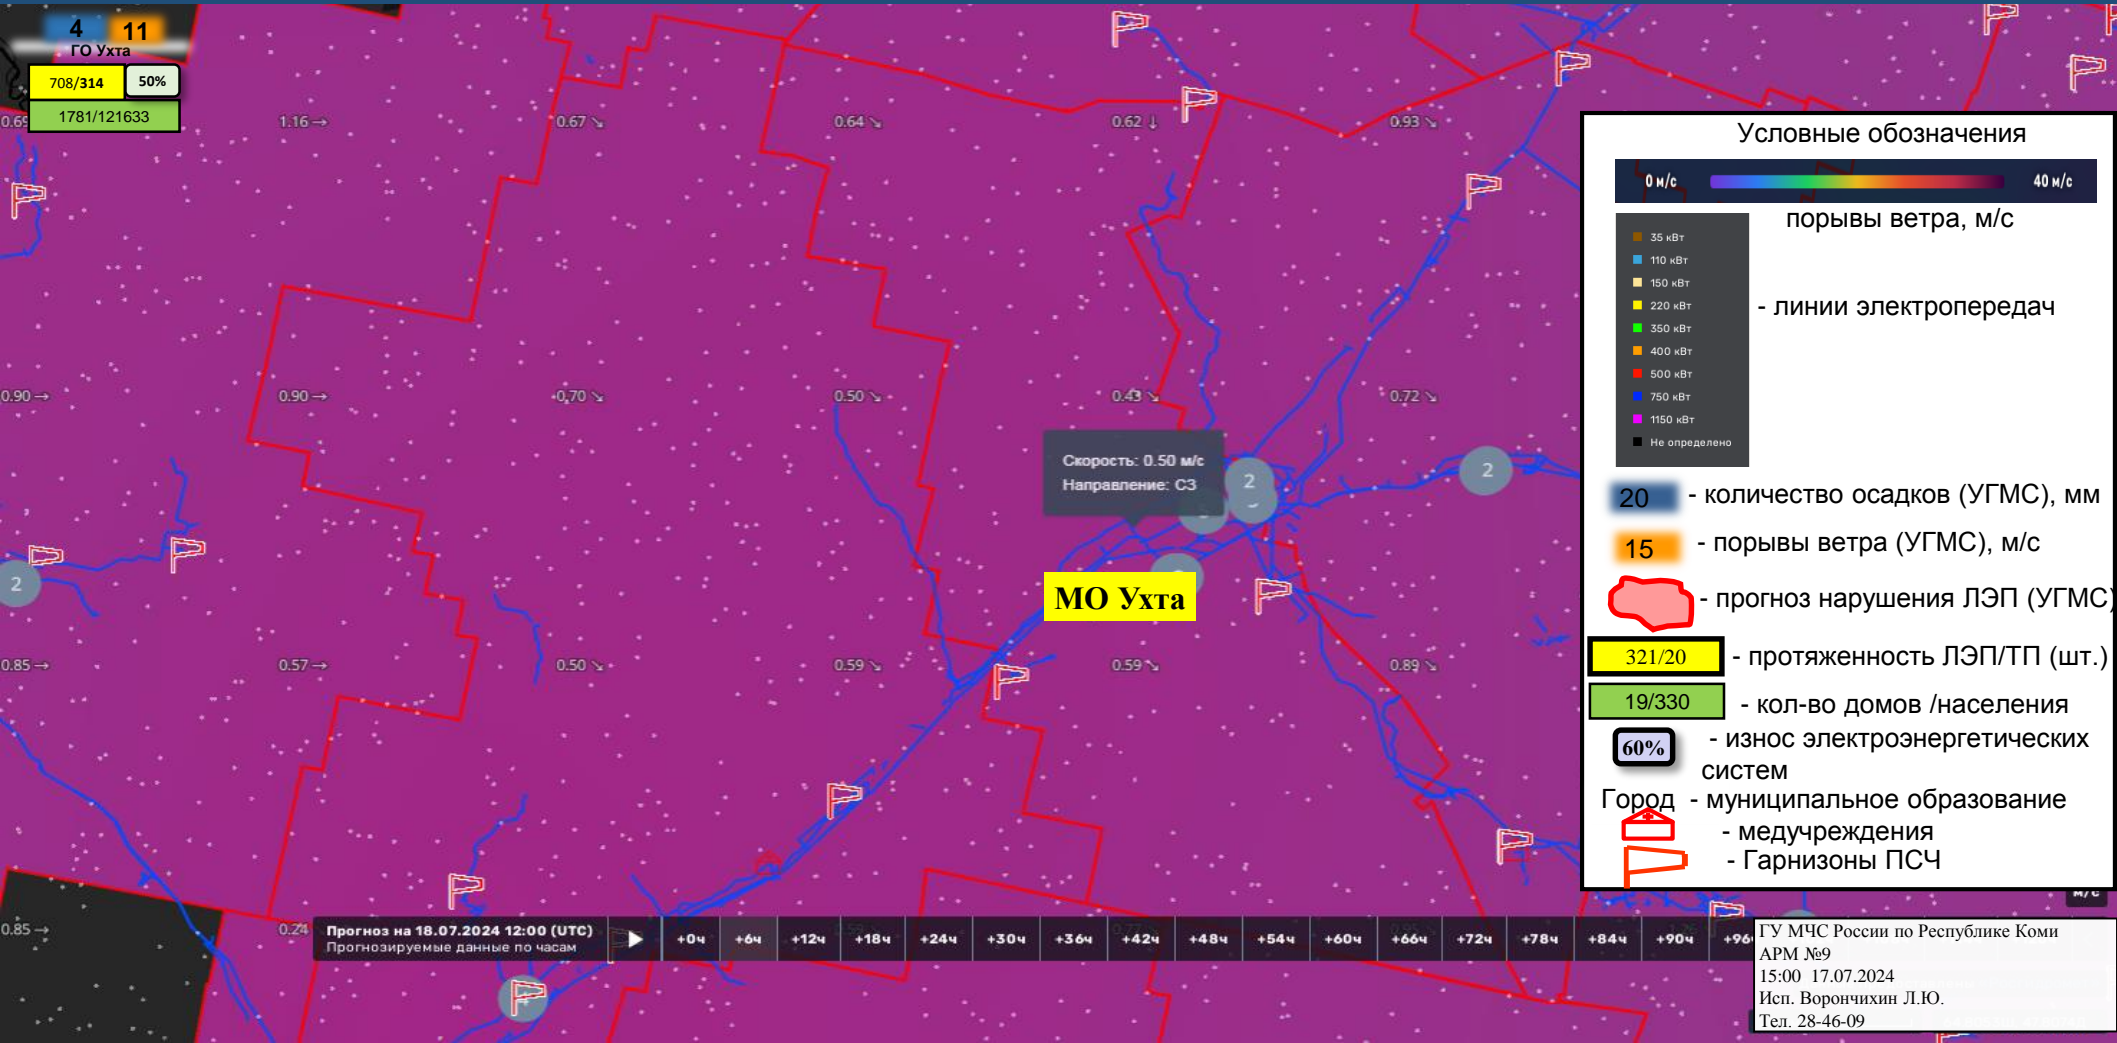 4 11
ГО Ухта
708/314 50%
1781/121633
0.69 1.16 → 0.67 ↘ 0.64 ↘ 0.62 ↓ 0.93 ↘
0.90 → 0.90 → 0.70 ↘ 0.50 ↘ 0.43 ↘ 0.72 ↘
Скорость: 0.50 м/с
Направление: СЗ
2
2
2
МО Ухта
0.85 → 0.57 → 0.50 ↘ 0.59 ↘ 0.59 ↘ 0.89 ↘
0.85 → 0.24
Условные обозначения
0 м/с 40 м/с
порывы ветра, м/с
35 кВт
110 кВт
150 кВт
220 кВт
350 кВт
400 кВт
500 кВт
750 кВт
1150 кВт
Не определено
- линии электропередач
20 - количество осадков (УГМС), мм
15 - порывы ветра (УГМС), м/с
- прогноз нарушения ЛЭП (УГМС)
321/20 - протяженность ЛЭП/ТП (шт.)
19/330 - кол-во домов /населения
60% - износ электроэнергетических
систем
Город - муниципальное образование
- медучреждения
- Гарнизоны ПСЧ
м/с
Прогноз на 18.07.2024 12:00 (UTC)
Прогнозируемые данные по часам
+0ч +6ч +12ч +18ч +24ч +30ч +36ч +42ч +48ч +54ч +60ч +66ч +72ч +78ч +84ч +90ч +96
ГУ МЧС России по Республике Коми
АРМ №9
15:00 17.07.2024
Исп. Ворончихин Л.Ю.
Тел. 28-46-09